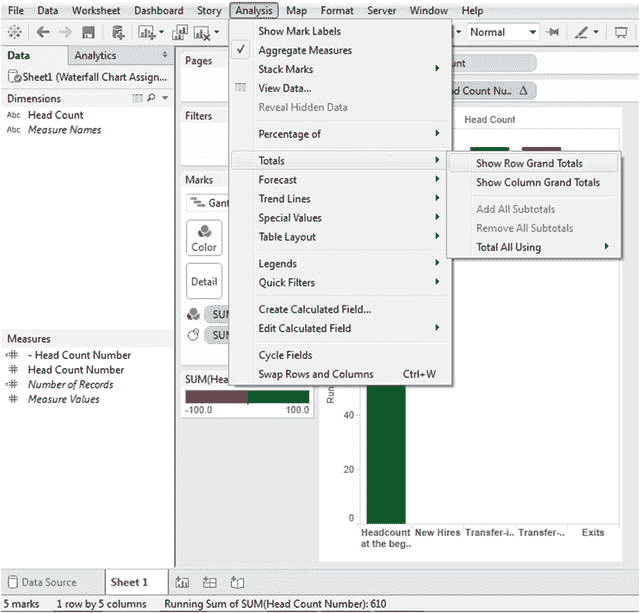 File Data Worksheet Dashboard Story Analysis Map Format Server Window Help
Normal
Data Analytics
Sheet1 (Waterfall Chart Assign...
Dimensions
Abc Head Count
Abc Measure Names
Measures
- Head Count Number
Head Count Number
Number of Records
Measure Values
Pages
Filters
Marks
Color
Detail
SUM(Hea
-100.0 100.0
Show Mark Labels
Aggregate Measures
Stack Marks
View Data...
Reveal Hidden Data
Percentage of
Totals
Forecast
Trend Lines
Special Values
Table Layout
Legends
Quick Filters
Create Calculated Field...
Edit Calculated Field
Cycle Fields
Swap Rows and Columns Ctrl+W
Show Row Grand Totals
Show Column Grand Totals
Add All Subtotals
Remove All Subtotals
Total All Using
ad Count Nu..
Head Count
40
20
0
Headcount
at the beg..
New Hires
Transfer-i..
Transfer-..
Exits
Data Source Sheet 1
5 marks 1 row by 5 columns Running Sum of SUM(Head Count Number): 610